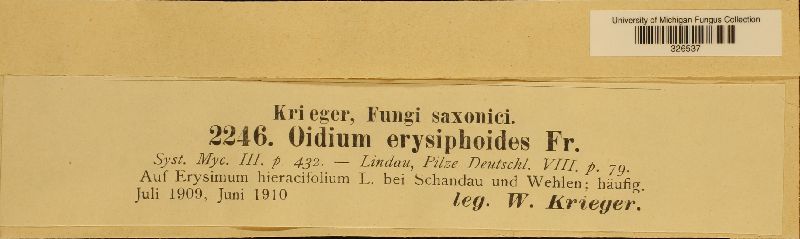 University of Michigan Fungus Collection
326537
Krieger, Fungi saxonici.
2246. Oidium erysiphoides Fr.
Syst. Myc. III. p. 432. — Lindau, Pilze Deutschl. VIII. p. 79.
Auf Erysimum hieracifolium L. bei Schandau und Wehlen; häufig.
Juli 1909, Juni 1910
leg. W. Krieger.